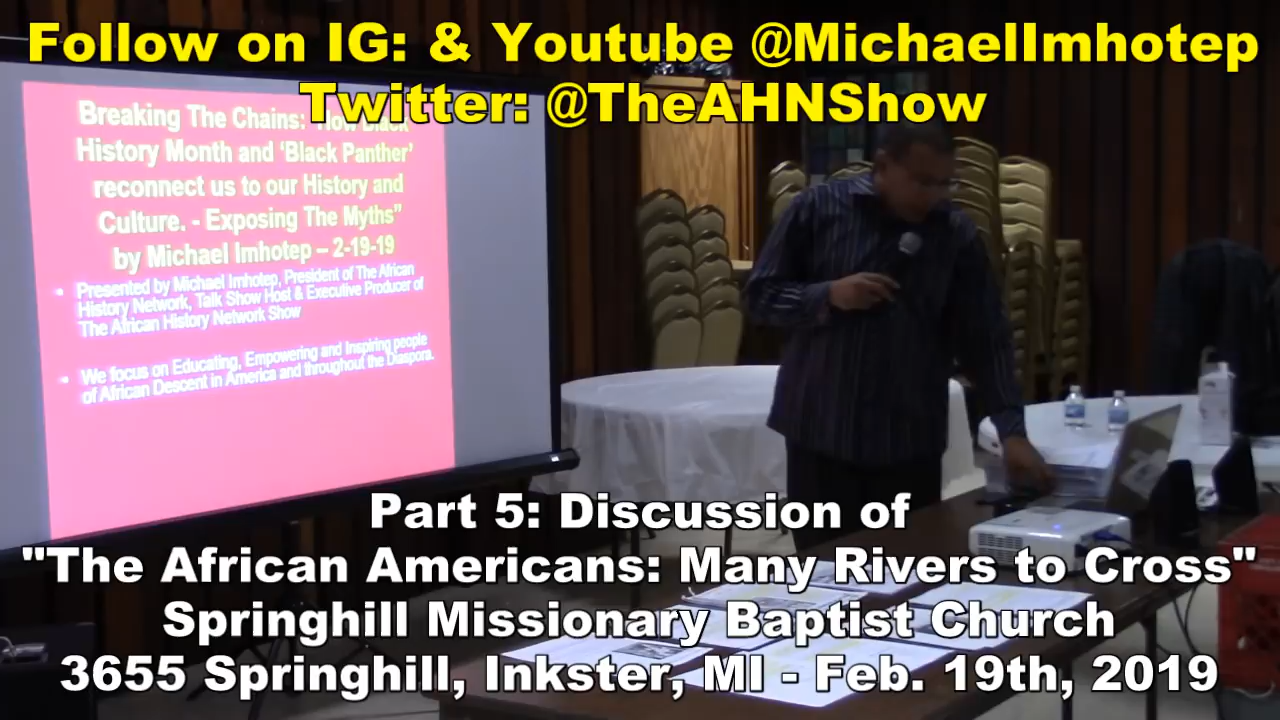 Follow on IG: & Youtube @MichaelImhotep
Twitter: @TheAHNShow
Breaking The Chains: "How Black
History Month and 'Black Panther'
reconnect us to our History and
Culture. - Exposing The Myths"
by Michael Imhotep – 2-19-19
• Presented by Michael Imhotep, President of The African
History Network, Talk Show Host & Executive Producer of
The African History Network Show
• We focus on Educating, Empowering and Inspiring people
of African Descent in America and throughout the Diaspora.
Part 5: Discussion of
"The African Americans: Many Rivers to Cross"
Springhill Missionary Baptist Church
3655 Springhill, Inkster, MI - Feb. 19th, 2019